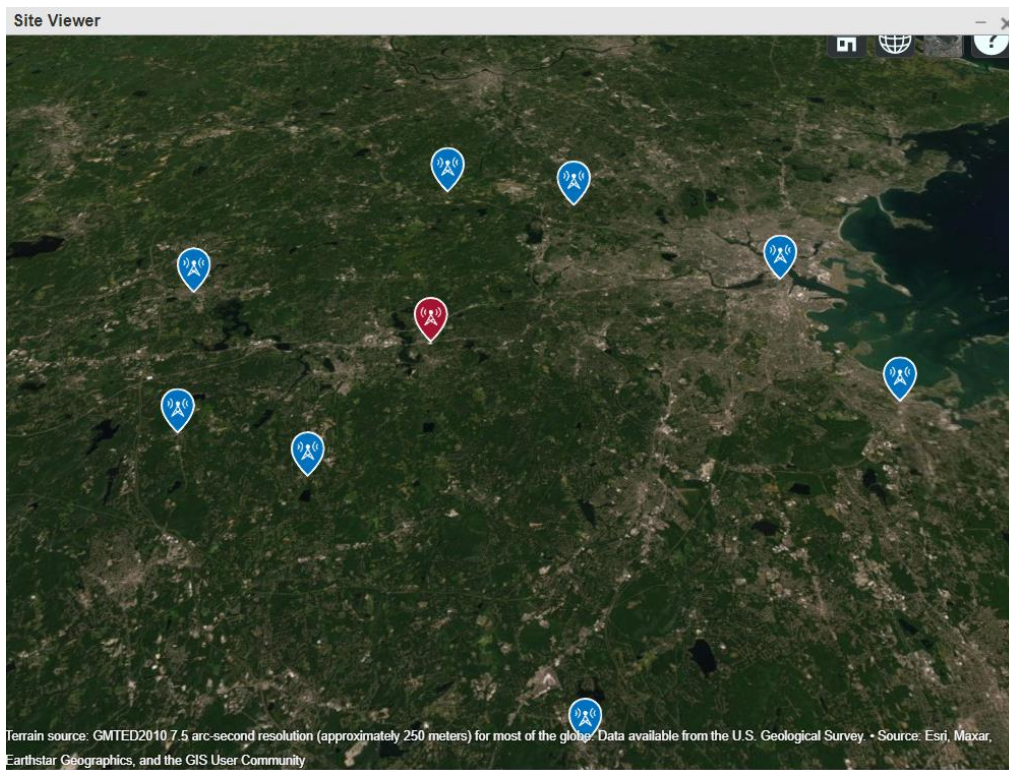 Site Viewer
Terrain source: GMTED2010 7.5 arc-second resolution (approximately 250 meters) for most of the globe. Data available from the U.S. Geological Survey. • Source: Esri, Maxar,
Earthstar Geographics, and the GIS User Community